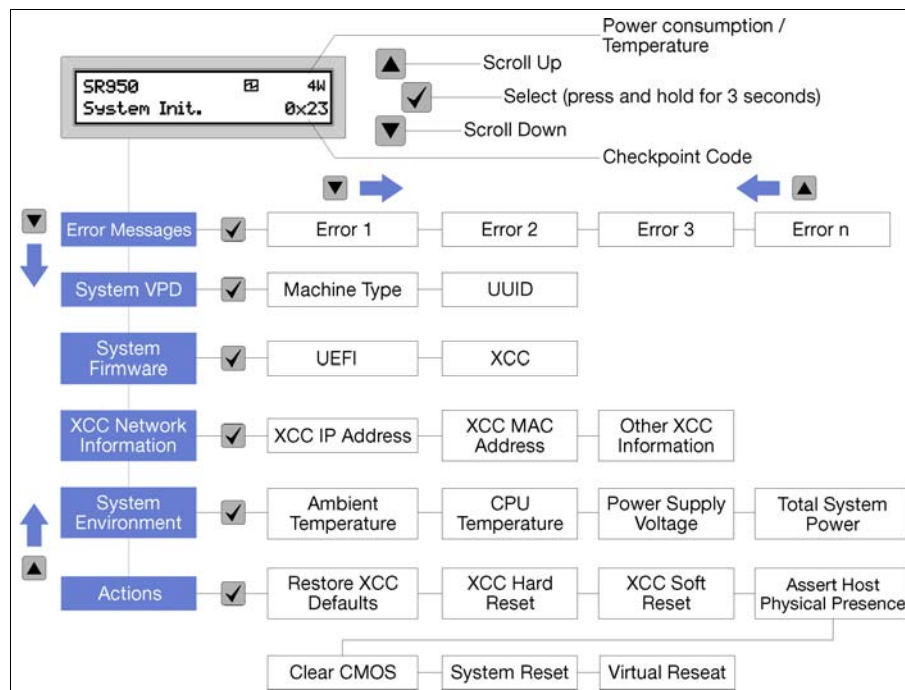 Power consumption /
Temperature
SR950 4W
System Init. 0x23
Scroll Up
Select (press and hold for 3 seconds)
Scroll Down
Checkpoint Code
Error Messages
Error 1
Error 2
Error 3
Error n
System VPD
Machine Type
UUID
System
Firmware
UEFI
XCC
XCC Network
Information
XCC IP Address
XCC MAC
Address
Other XCC
Information
System
Environment
Ambient
Temperature
CPU
Temperature
Power Supply
Voltage
Total System
Power
Actions
Restore XCC
Defaults
XCC Hard
Reset
XCC Soft
Reset
Assert Host
Physical Presence
Clear CMOS
System Reset
Virtual Reseat